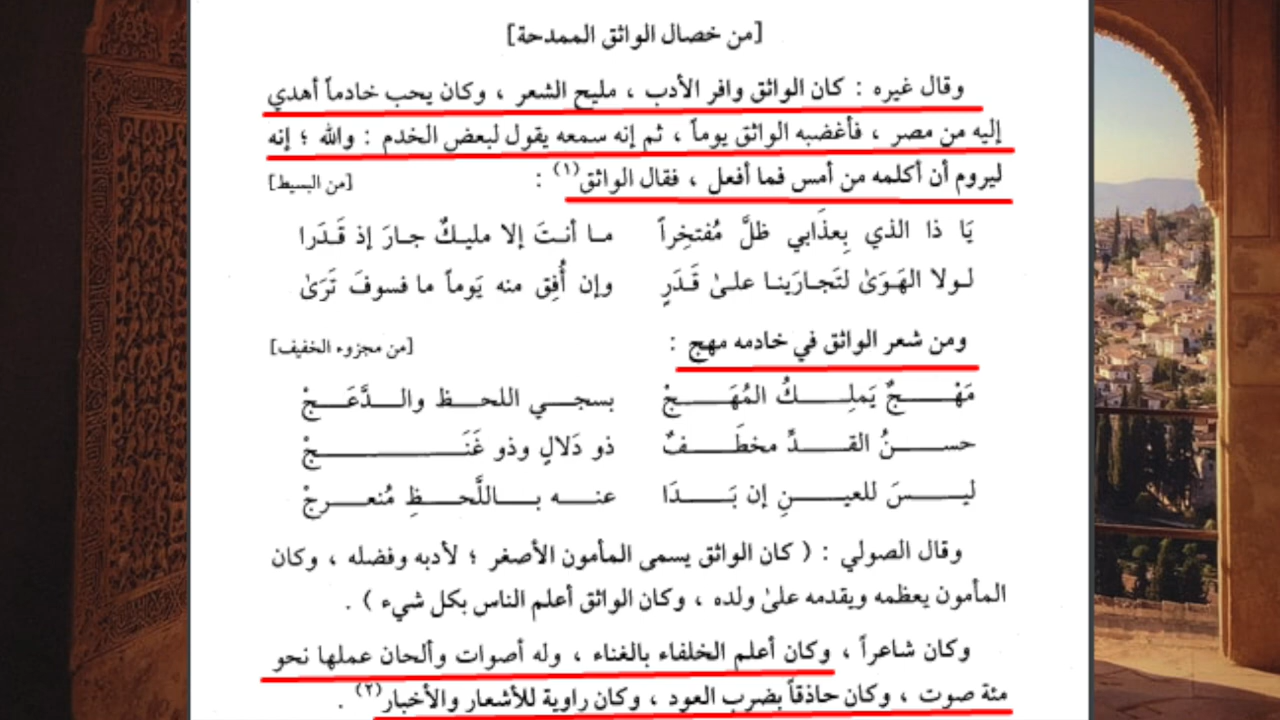 [من خصال الواثق الممدحة]
وقال غيره : كان الواثق وافر الأدب ، مليح الشعر ، وكان يحب خادماً أهدي
إليه من مصر ، فأغضبه الواثق يوماً ، ثم إنه سمعه يقول لبعض الخدم : والله ؛ إنه
ليروم أن أكلمه من أمس فما أفعل ، فقال الواثق(١) : [من البسيط]
يَا ذا الذي بِعذَابي ظلَّ مُفتخِراً ما أنتَ إلا مليكٌ جارَ إذ قَدَرا
لولا الهَوَىٰ لتَجارَينا علىٰ قَدَرٍ وإن أُفِق منه يَوماً ما فسوفَ تَرَىٰ
ومن شعر الواثق في خادمه مهج : [من مجزوء الخفيف]
مَهْجٌ يَملِكُ المُهَجْ بسجي اللحظ والدَّعَجْ
حسنُ القدِّ مخطَفٌ ذو دَلالٍ وذو غَنَجْ
ليسَ للعينِ إن بَدَا عنه باللَّحظِ مُنعرجْ
وقال الصولي : ( كان الواثق يسمى المأمون الأصغر ؛ لأدبه وفضله ، وكان
المأمون يعظمه ويقدمه علىٰ ولده ، وكان الواثق أعلم الناس بكل شيء ) .
وكان شاعراً ، وكان أعلم الخلفاء بالغناء ، وله أصوات وألحان عملها نحو
مئة صوت ، وكان حاذقاً بضرب العود ، وكان راوية للأشعار والأخبار(٢) .